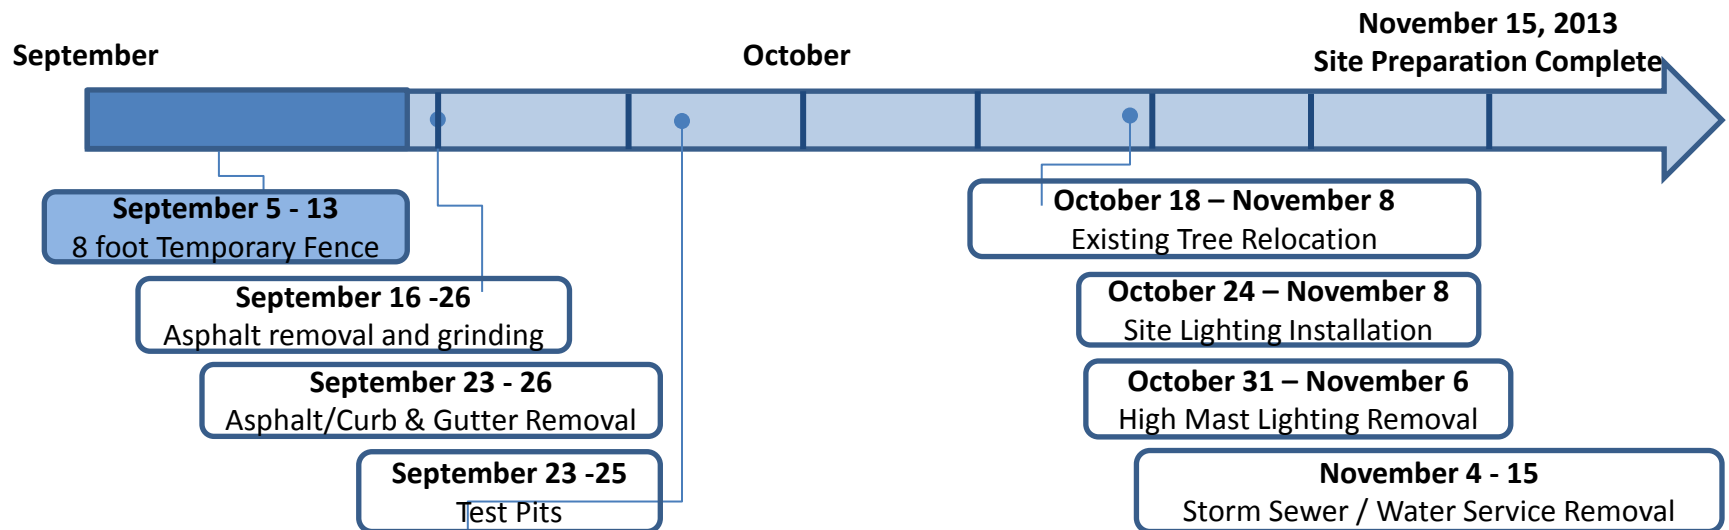 September
October
November 15, 2013
Site Preparation Complete
September 5 - 13
8 foot Temporary Fence
September 16 -26
Asphalt removal and grinding
September 23 - 26
Asphalt/Curb & Gutter Removal
September 23 -25
Test Pits
October 18 – November 8
Existing Tree Relocation
October 24 – November 8
Site Lighting Installation
October 31 – November 6
High Mast Lighting Removal
November 4 - 15
Storm Sewer / Water Service Removal